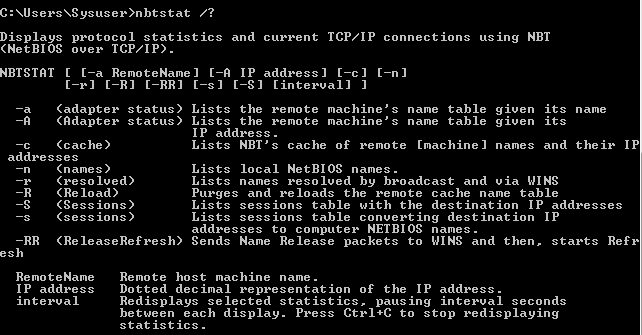 C:\Users\Sysuser>nbtstat /?
Displays protocol statistics and current TCP/IP connections using NBT
(NetBIOS over TCP/IP).
NBTSTAT [ [-a RemoteName] [-A IP address] [-c] [-n]
[-r] [-R] [-RR] [-s] [-S] [interval] ]
-a (adapter status) Lists the remote machine's name table given its name
-A (Adapter status) Lists the remote machine's name table given its
IP address.
-c (cache) Lists NBT's cache of remote [machine] names and their IP
addresses
-n (names) Lists local NetBIOS names.
-r (resolved) Lists names resolved by broadcast and via WINS
-R (Reload) Purges and reloads the remote cache name table
-S (Sessions) Lists sessions table with the destination IP addresses
-s (sessions) Lists sessions table converting destination IP
addresses to computer NETBIOS names.
-RR (ReleaseRefresh) Sends Name Release packets to WINS and then, starts Refr
esh
RemoteName Remote host machine name.
IP address Dotted decimal representation of the IP address.
interval Redisplays selected statistics, pausing interval seconds
between each display. Press Ctrl+C to stop redisplaying
statistics.